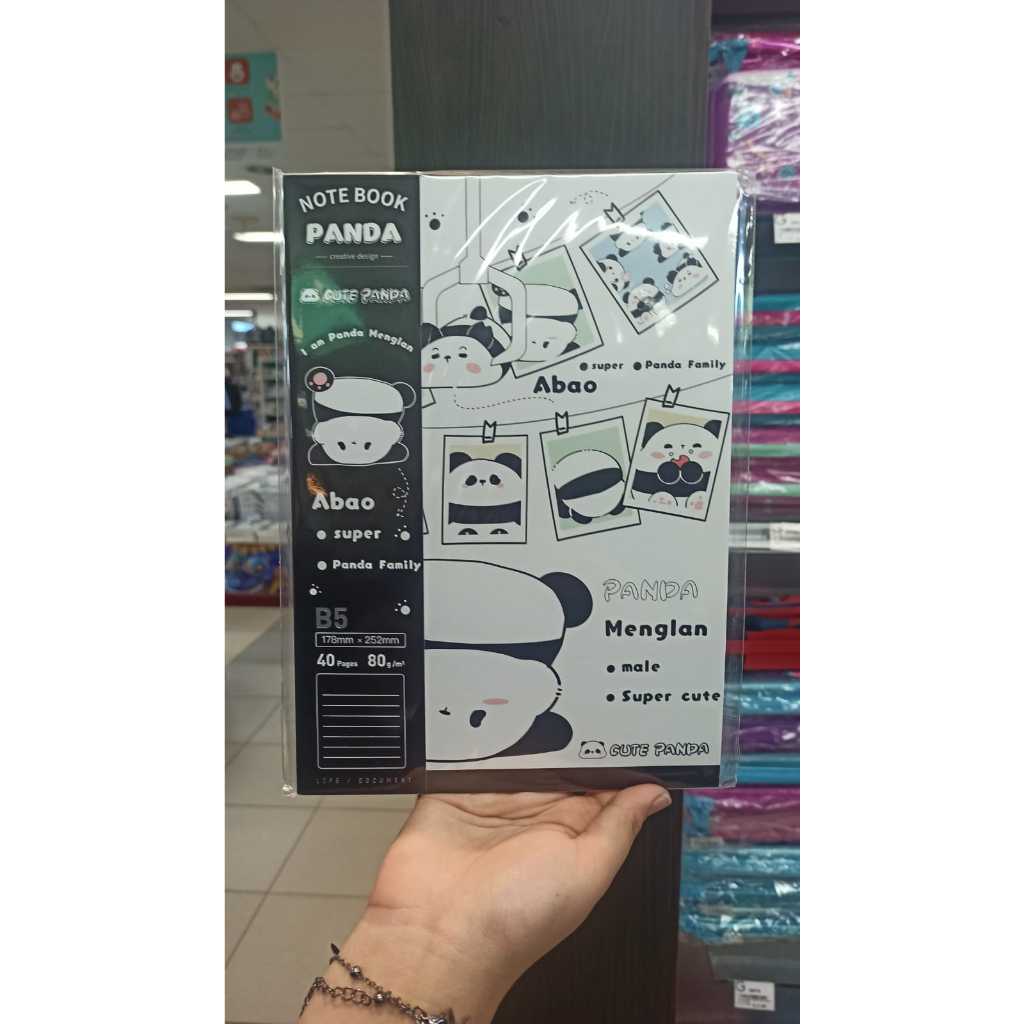 NOTE BOOK
PANDA
creative design
CUTE PANDA
I am Panda Menglan
Abao
super
Panda Family
B5
178mm × 252mm
40 Pages 80g/m²
LIFE / DOCUMENT
super Panda Family
Abao
PANDA
Menglan
male
Super cute
CUTE PANDA